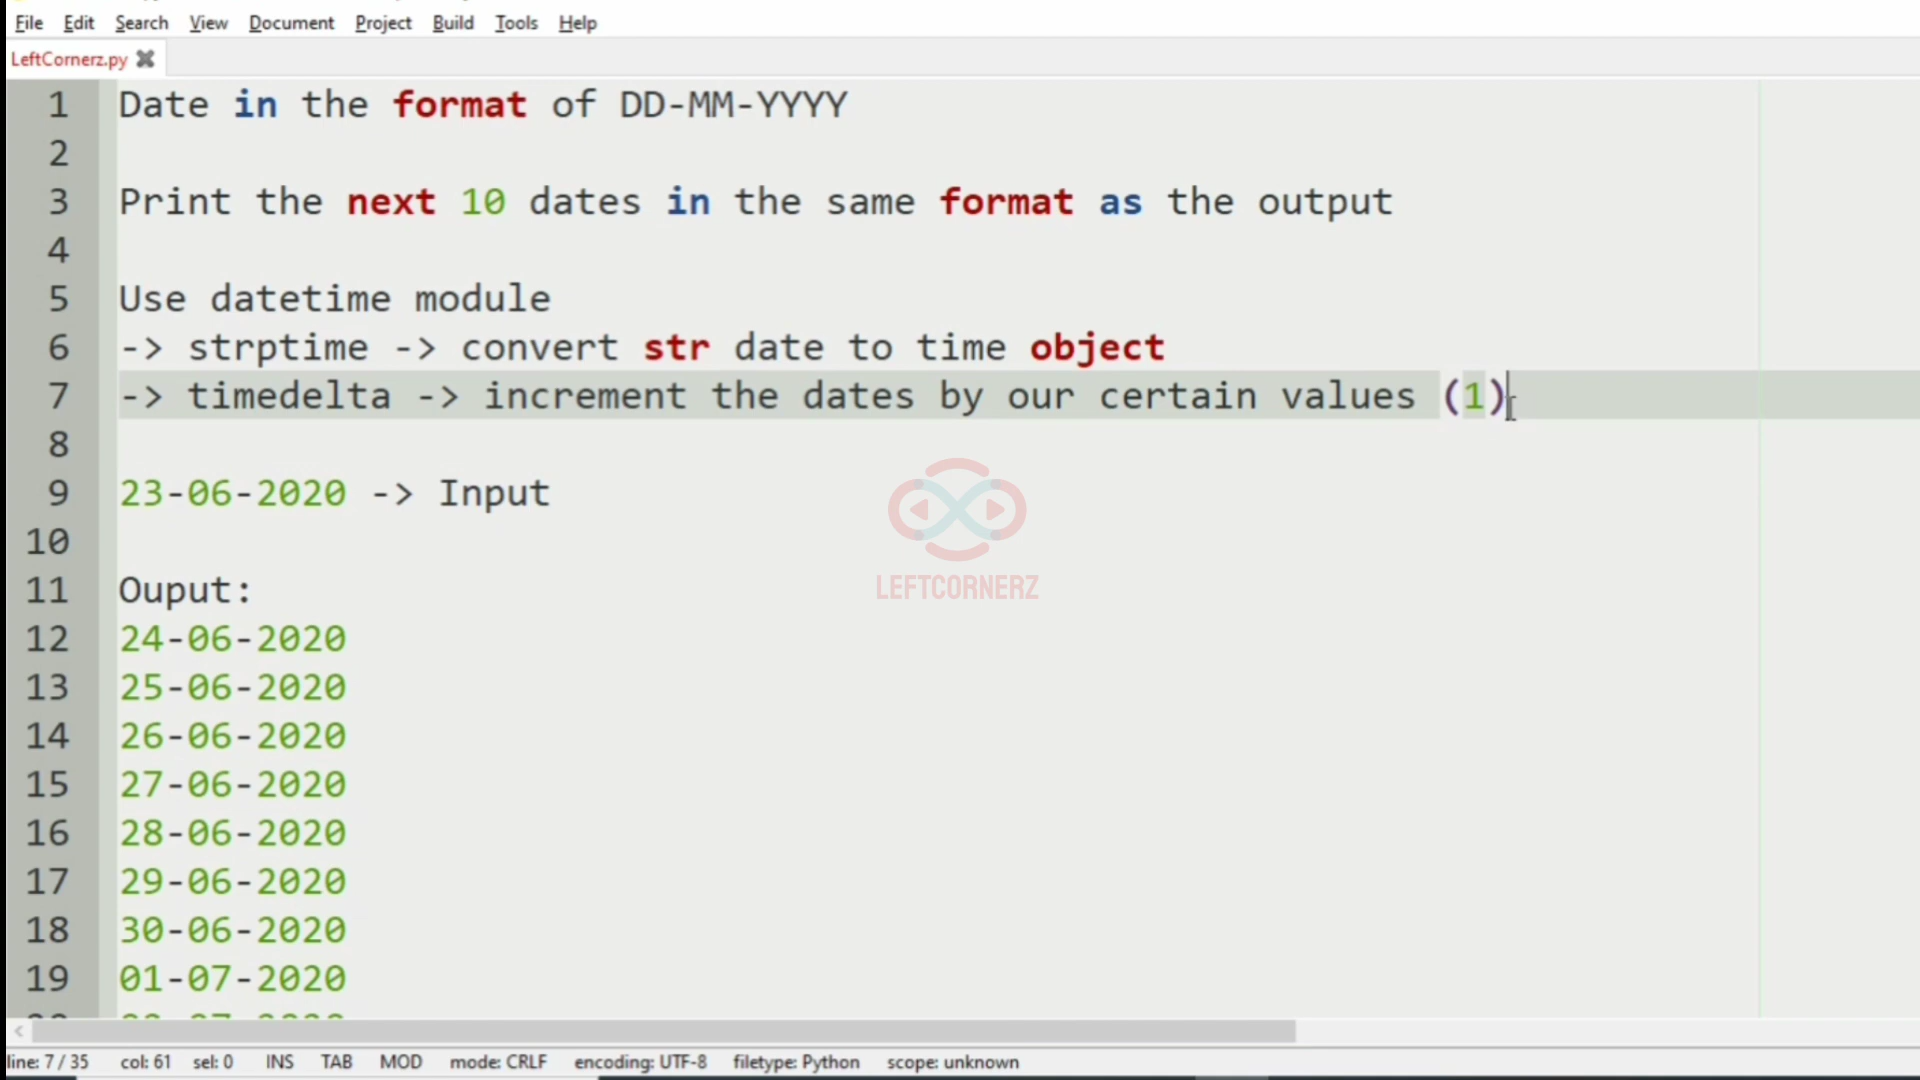 File Edit Search View Document Project Build Tools Help
LeftCornerz.py
1 Date in the format of DD-MM-YYYY
2
3 Print the next 10 dates in the same format as the output
4
5 Use datetime module
6 -> strptime -> convert str date to time object
7 -> timedelta -> increment the dates by our certain values (1)
8
9 23-06-2020 -> Input
10
11 Ouput:
12 24-06-2020
13 25-06-2020
14 26-06-2020
15 27-06-2020
16 28-06-2020
17 29-06-2020
18 30-06-2020
19 01-07-2020
LEFTCORNERZ
line: 7 / 35 col: 61 sel: 0 INS TAB MOD mode: CRLF encoding: UTF-8 filetype: Python scope: unknown